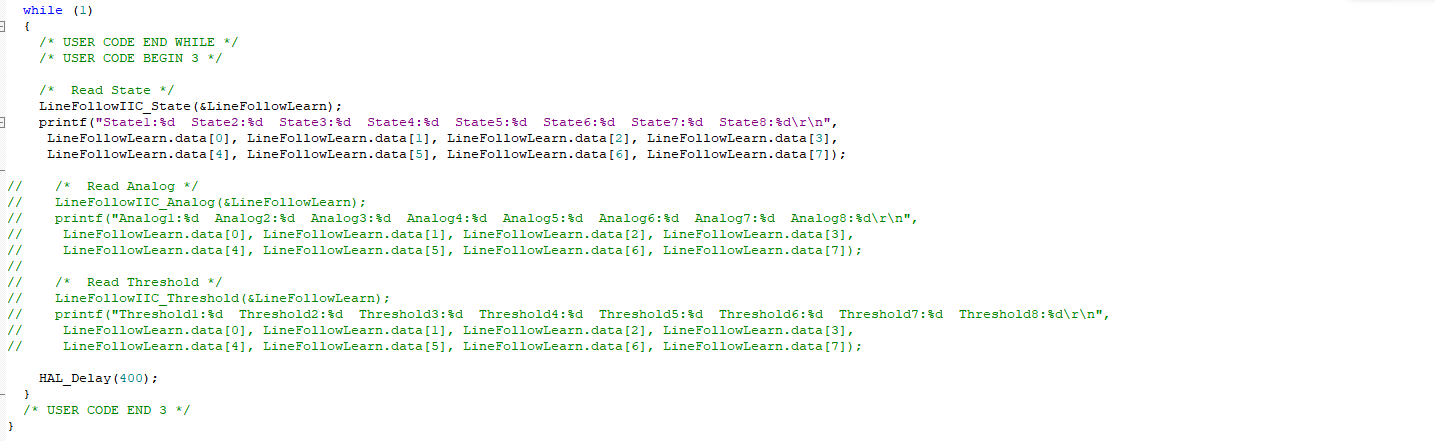 while (1)
{
/* USER CODE END WHILE */
/* USER CODE BEGIN 3 */
/*  Read State */
LineFollowIIC_State(&LineFollowLearn);
printf("State1:%d  State2:%d  State3:%d  State4:%d  State5:%d  State6:%d  State7:%d  State8:%d\r\n",
LineFollowLearn.data[0], LineFollowLearn.data[1], LineFollowLearn.data[2], LineFollowLearn.data[3],
LineFollowLearn.data[4], LineFollowLearn.data[5], LineFollowLearn.data[6], LineFollowLearn.data[7]);
//    /*  Read Analog */
//    LineFollowIIC_Analog(&LineFollowLearn);
//    printf("Analog1:%d  Analog2:%d  Analog3:%d  Analog4:%d  Analog5:%d  Analog6:%d  Analog7:%d  Analog8:%d\r\n",
//     LineFollowLearn.data[0], LineFollowLearn.data[1], LineFollowLearn.data[2], LineFollowLearn.data[3],
//     LineFollowLearn.data[4], LineFollowLearn.data[5], LineFollowLearn.data[6], LineFollowLearn.data[7]);
//
//    /*  Read Threshold */
//    LineFollowIIC_Threshold(&LineFollowLearn);
//    printf("Threshold1:%d  Threshold2:%d  Threshold3:%d  Threshold4:%d  Threshold5:%d  Threshold6:%d  Threshold7:%d  Threshold8:%d\r\n",
//     LineFollowLearn.data[0], LineFollowLearn.data[1], LineFollowLearn.data[2], LineFollowLearn.data[3],
//     LineFollowLearn.data[4], LineFollowLearn.data[5], LineFollowLearn.data[6], LineFollowLearn.data[7]);
HAL_Delay(400);
}
/* USER CODE END 3 */
}